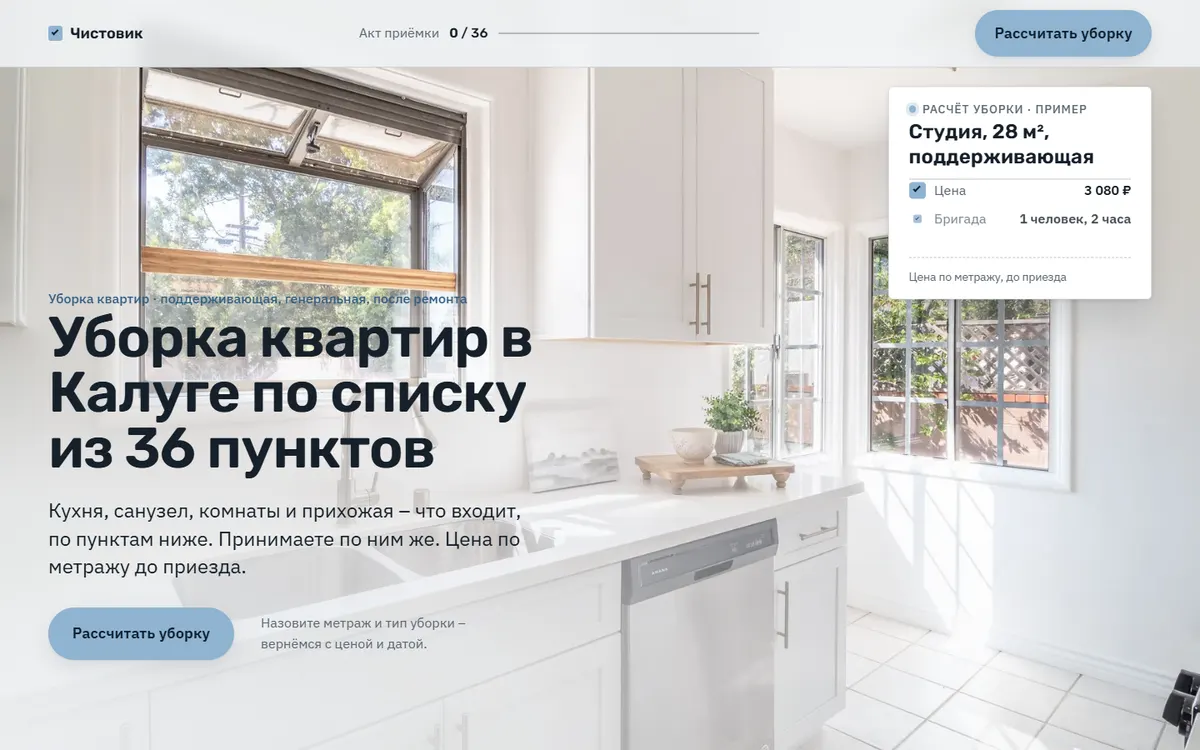 Чистовик
Акт приёмки 0 / 36
Рассчитать уборку
РАСЧЁТ УБОРКИ · ПРИМЕР
Студия, 28 м²,
поддерживающая
Цена 3 080 ₽
Бригада 1 человек, 2 часа
Цена по метражу, до приезда
Уборка квартир · поддерживающая, генеральная, после ремонта
Уборка квартир в
Калуге по списку
из 36 пунктов
Кухня, санузел, комнаты и прихожая – что входит,
по пунктам ниже. Принимаете по ним же. Цена по
метражу до приезда.
Рассчитать уборку
Назовите метраж и тип уборки –
вернёмся с ценой и датой.